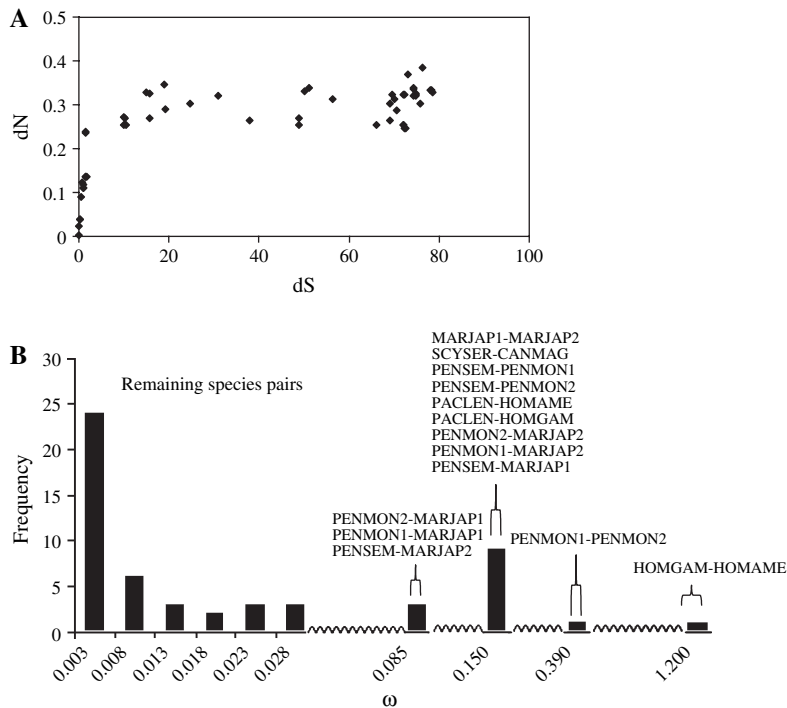 A
0.5
0.4
0.3
0.2
0.1
0
dN
0 20 40 60 80 100
dS
B
MARJAP1-MARJAP2
SCYSER-CANMAG
PENSEM-PENMON1
PENSEM-PENMON2
PACLEN-HOMAME
PACLEN-HOMGAM
PENMON2-MARJAP2
PENMON1-MARJAP2
PENSEM-MARJAP1
30
25
20
15
10
5
0
Frequency
Remaining species pairs
PENMON2-MARJAP1
PENMON1-MARJAP1
PENSEM-MARJAP2
PENMON1-PENMON2
HOMGAM-HOMAME
0.003 0.008 0.013 0.018 0.023 0.028 0.085 0.150 0.390 1.200
ω